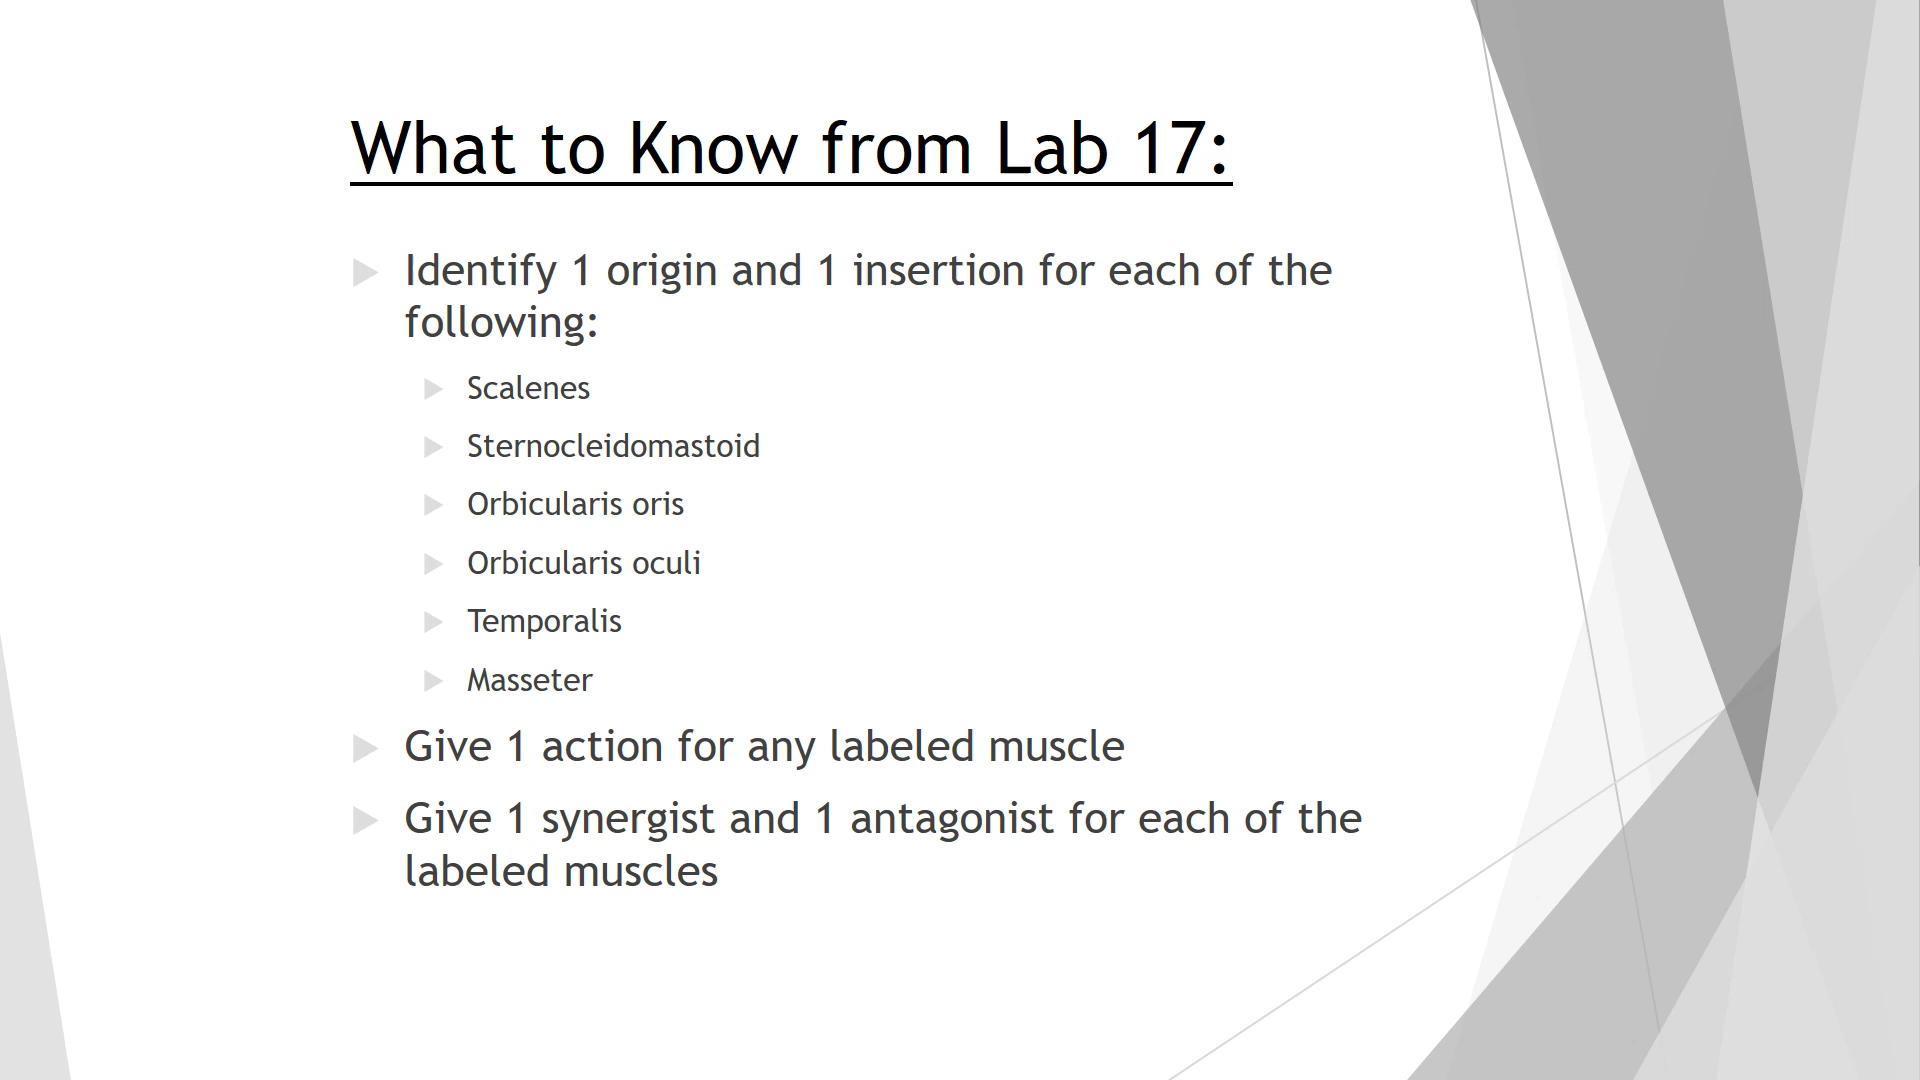 What to Know from Lab 17:
Identify 1 origin and 1 insertion for each of the
following:
Scalenes
Sternocleidomastoid
Orbicularis oris
Orbicularis oculi
Temporalis
Masseter
Give 1 action for any labeled muscle
Give 1 synergist and 1 antagonist for each of the
labeled muscles